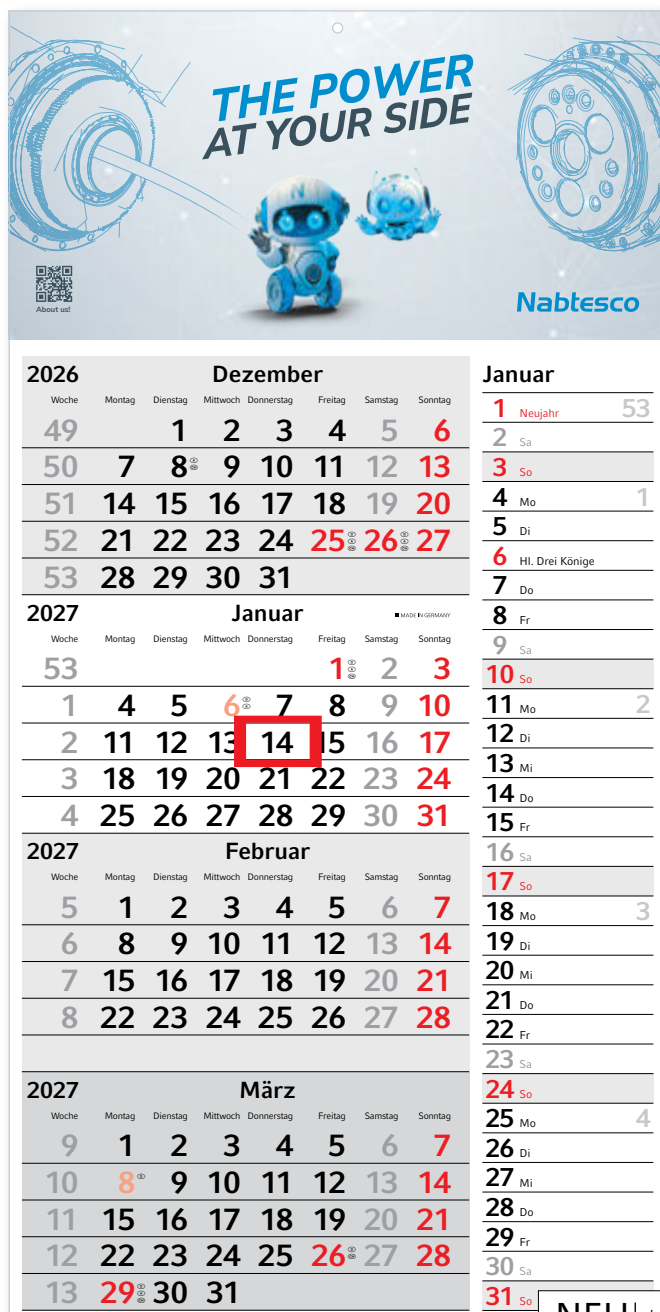 THE POWER
AT YOUR SIDE
N
About us!
Nabtesco
2026 Dezember
Woche Montag Dienstag Mittwoch Donnerstag Freitag Samstag Sonntag
49 1 2 3 4 5 6
50 7 8 9 10 11 12 13
51 14 15 16 17 18 19 20
52 21 22 23 24 25 26 27
53 28 29 30 31
2027 Januar MADE IN GERMANY
Woche Montag Dienstag Mittwoch Donnerstag Freitag Samstag Sonntag
53 1 2 3
1 4 5 6 7 8 9 10
2 11 12 13 14 15 16 17
3 18 19 20 21 22 23 24
4 25 26 27 28 29 30 31
2027 Februar
Woche Montag Dienstag Mittwoch Donnerstag Freitag Samstag Sonntag
5 1 2 3 4 5 6 7
6 8 9 10 11 12 13 14
7 15 16 17 18 19 20 21
8 22 23 24 25 26 27 28
2027 März
Woche Montag Dienstag Mittwoch Donnerstag Freitag Samstag Sonntag
9 1 2 3 4 5 6 7
10 8 9 10 11 12 13 14
11 15 16 17 18 19 20 21
12 22 23 24 25 26 27 28
13 29 30 31
Januar
1 Neujahr 53
2 Sa
3 So
4 Mo 1
5 Di
6 Hl. Drei Könige
7 Do
8 Fr
9 Sa
10 So
11 Mo 2
12 Di
13 Mi
14 Do
15 Fr
16 Sa
17 So
18 Mo 3
19 Di
20 Mi
21 Do
22 Fr
23 Sa
24 So
25 Mo 4
26 Di
27 Mi
28 Do
29 Fr
30 Sa
31 So